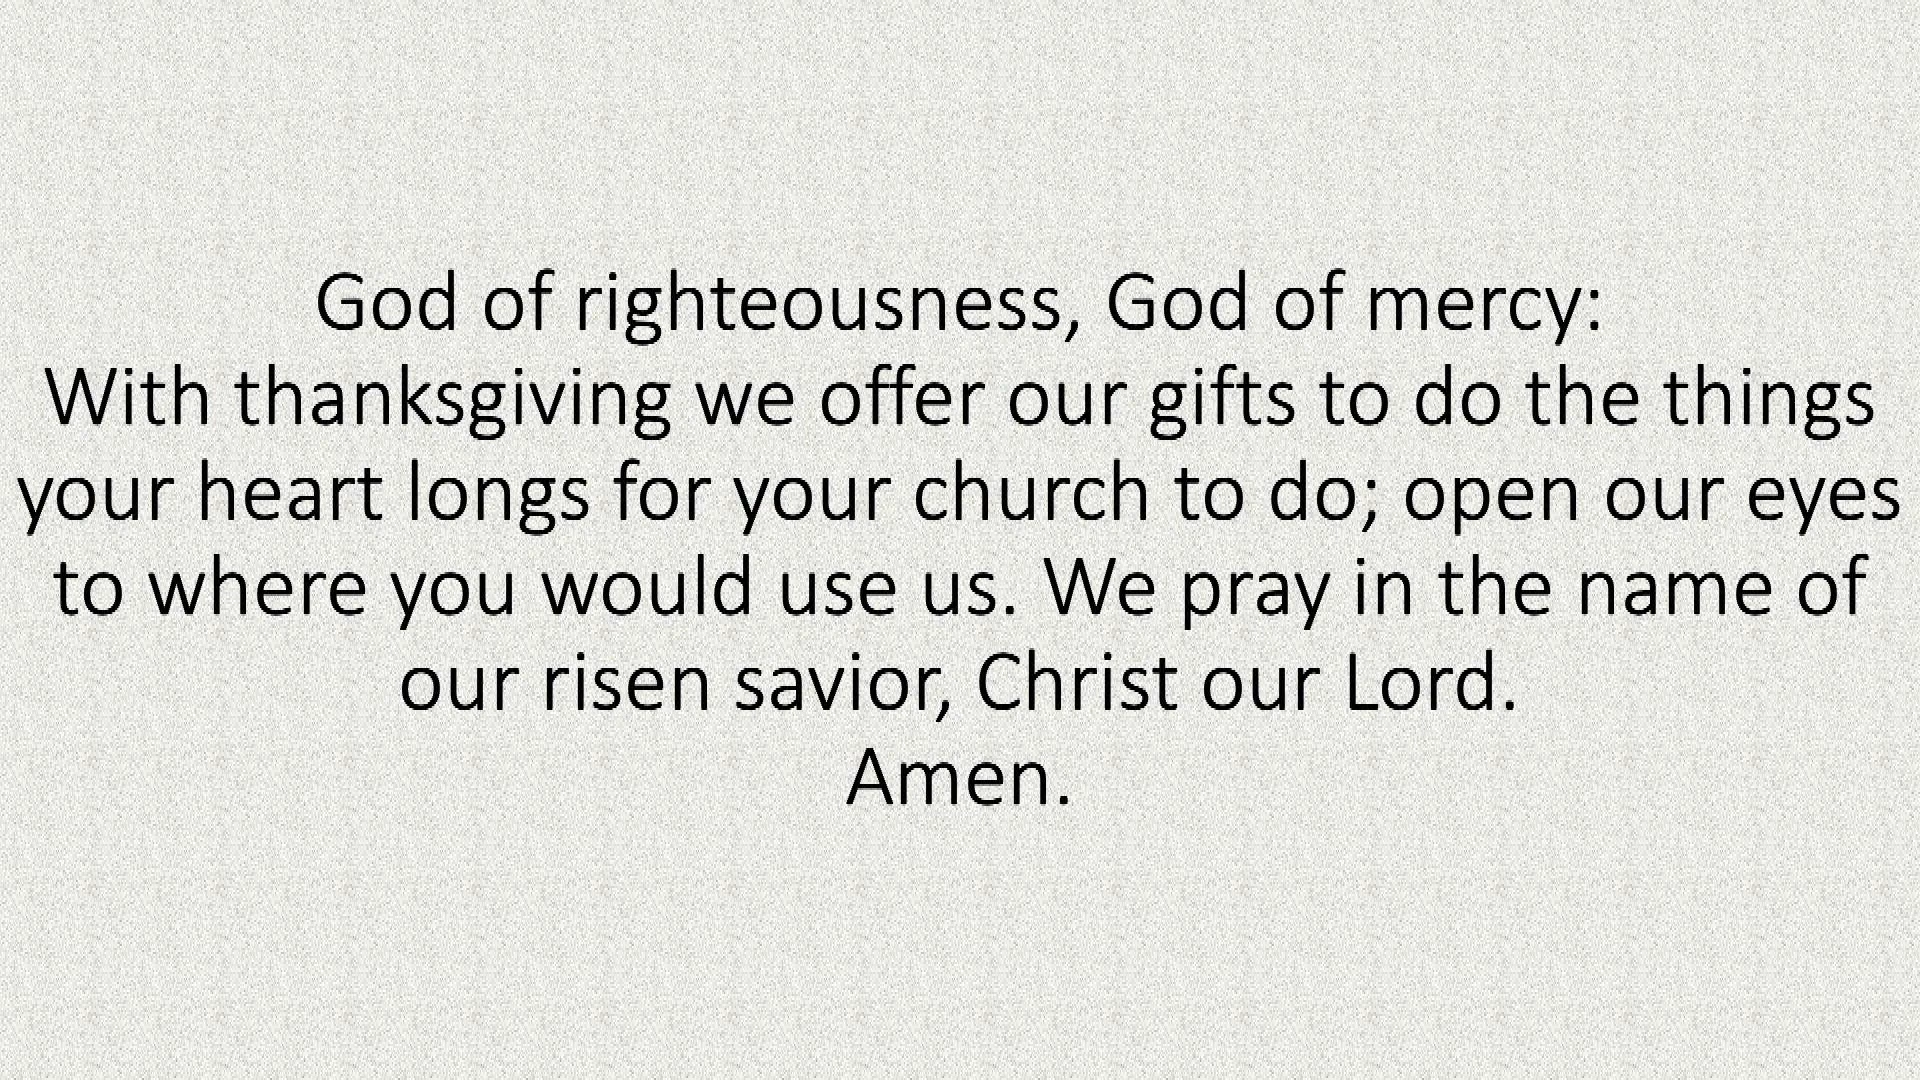 God of righteousness, God of mercy:
With thanksgiving we offer our gifts to do the things
your heart longs for your church to do; open our eyes
to where you would use us. We pray in the name of
our risen savior, Christ our Lord.
Amen.